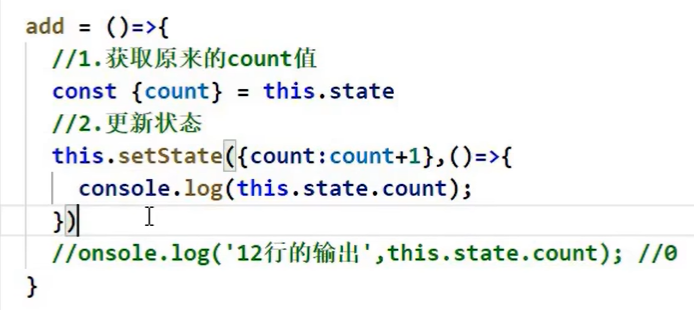 add = ()=>{
//1.获取原来的count值
const {count} = this.state
//2.更新状态
this.setState({count:count+1},()=>{
console.log(this.state.count);
})
//onsole.log('12行的输出',this.state.count); //0
}